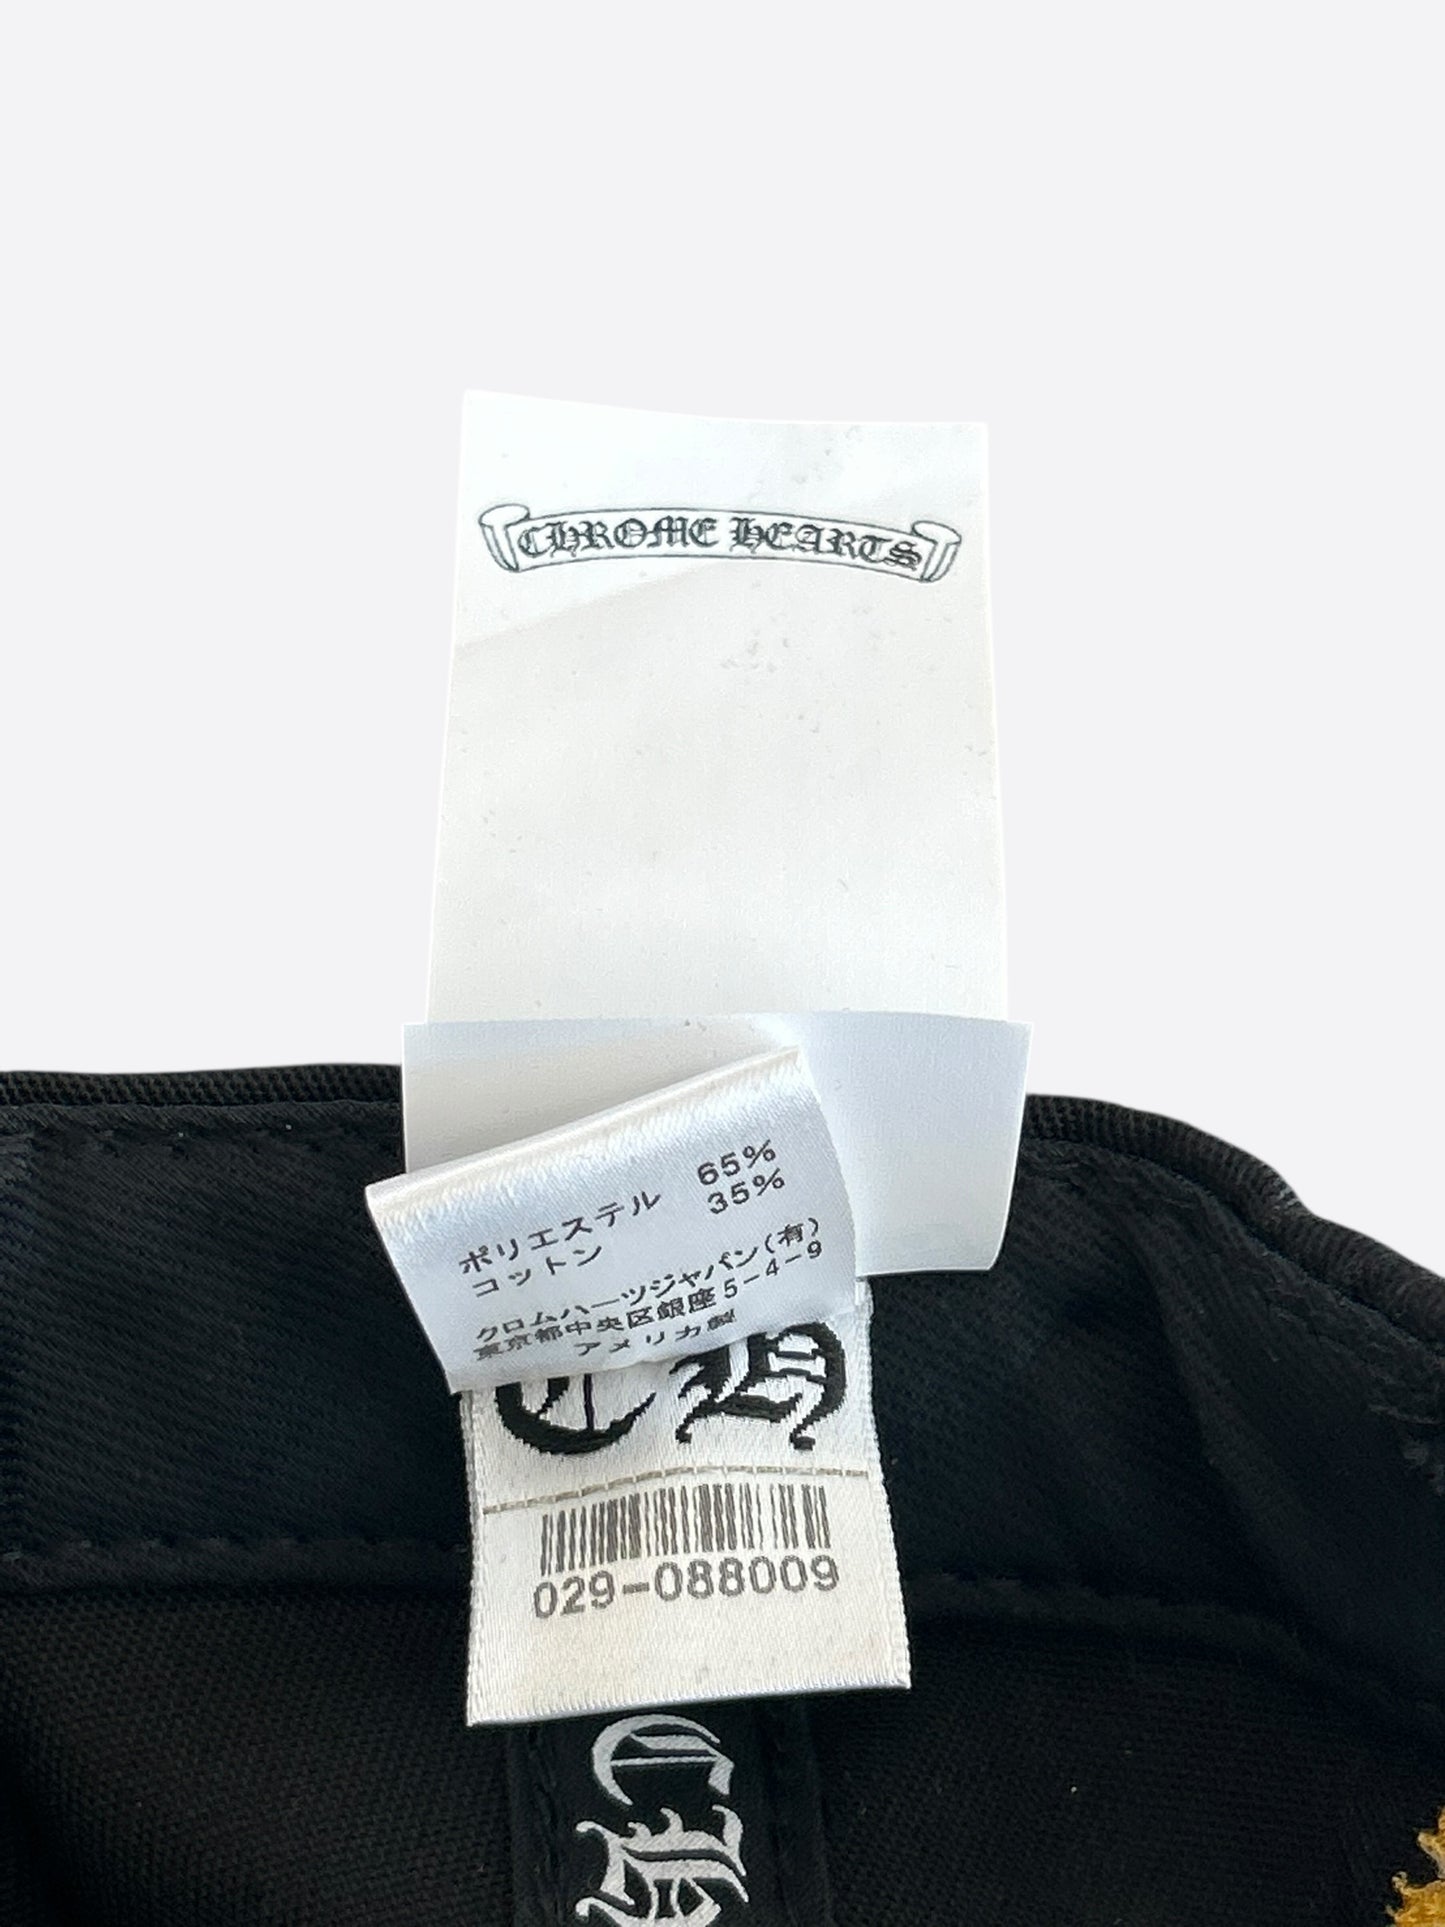 CHROME HEARTS
ポリエステル 65%
コットン 35%
クロムハーツジャパン(有)
東京都中央区銀座5-4-9
アメリカ製
CH
029-088009
CH